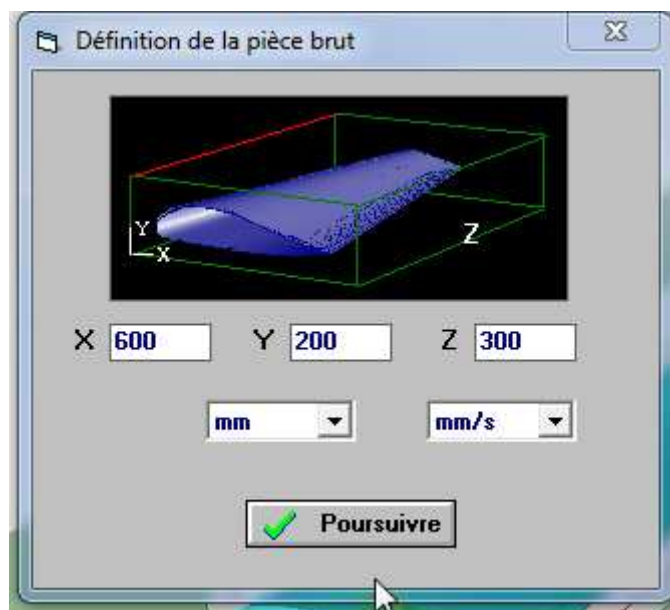 Définition de la pièce brut
Y
X
Z
X 600 Y 200 Z 300
mm mm/s
Poursuivre